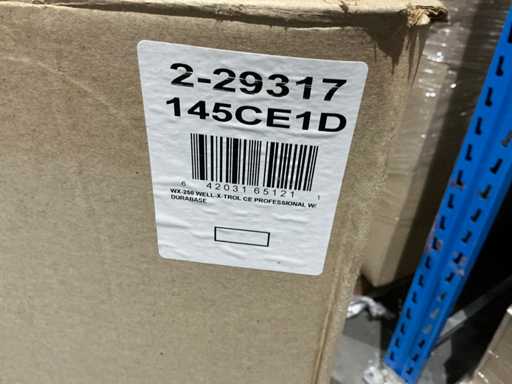 2-29317
145CE1D
6 42031 65121 1
WX-250 WELL-X-TROL CE PROFESSIONAL W/
DURABASE